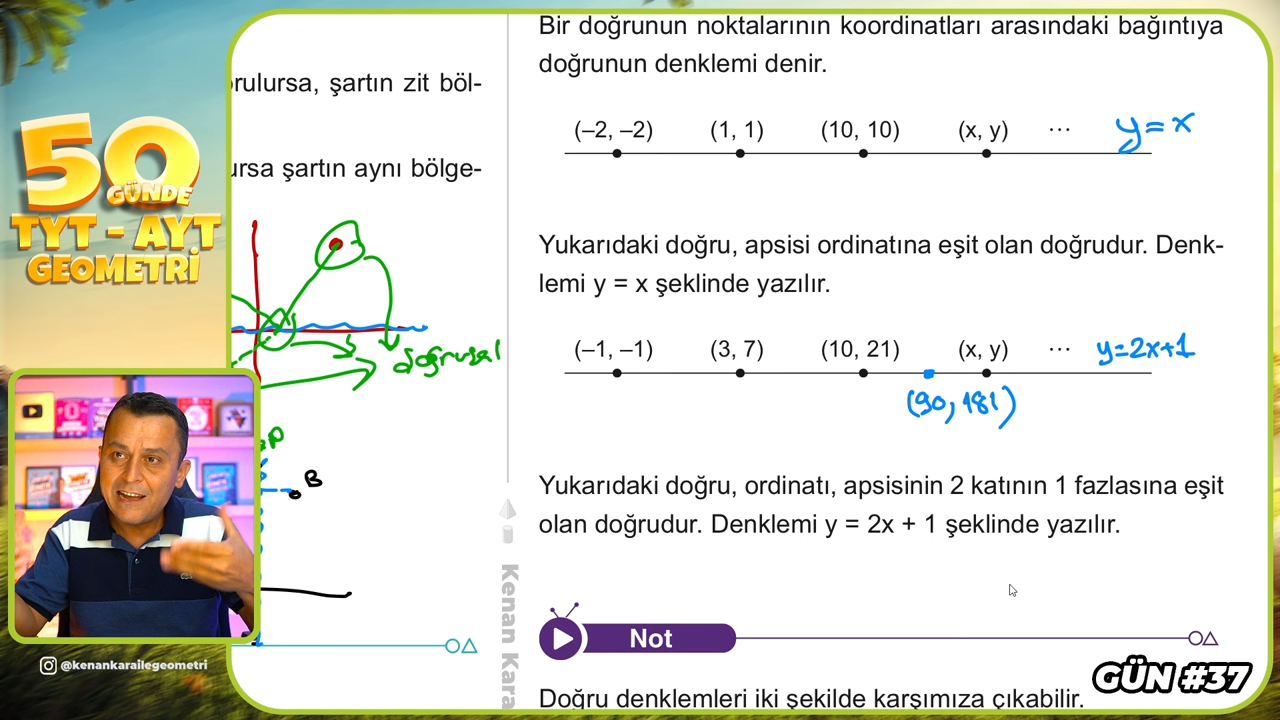 50
GÜNDE
TYT - AYT
GEOMETRİ
@kenankarailegeometri
rulursa, şartın zit böl-
ursa şartın aynı bölge-
doğrusal
P
B
Kenan Kara
Bir doğrunun noktalarının koordinatları arasındaki bağıntıya
doğrunun denklemi denir.
(–2, –2) (1, 1) (10, 10) (x, y) ... y = x
Yukarıdaki doğru, apsisi ordinatına eşit olan doğrudur. Denk-
lemi y = x şeklinde yazılır.
(–1, –1) (3, 7) (10, 21) (x, y) ... y=2x+1
(90, 181)
Yukarıdaki doğru, ordinatı, apsisinin 2 katının 1 fazlasına eşit
olan doğrudur. Denklemi y = 2x + 1 şeklinde yazılır.
Not
GÜN #37
Doğru denklemleri iki şekilde karşımıza çıkabilir.